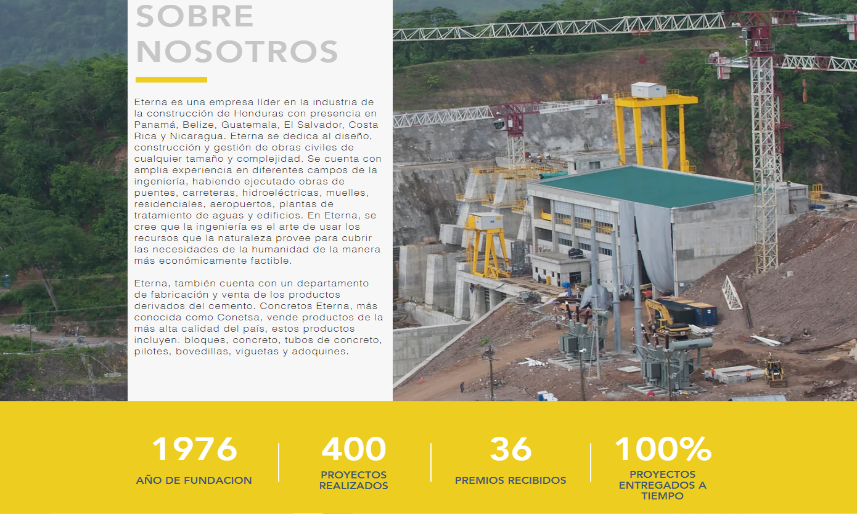 SOBRE
NOSOTROS
Eterna es una empresa líder en la industria de
la construcción de Honduras con presencia en
Panamá, Belize, Guatemala, El Salvador, Costa
Rica y Nicaragua. Eterna se dedica al diseño,
construcción y gestión de obras civiles de
cualquier tamaño y complejidad. Se cuenta con
amplia experiencia en diferentes campos de la
ingeniería, habiendo ejecutado obras de
puentes, carreteras, hidroeléctricas, muelles,
residenciales, aeropuertos, plantas de
tratamiento de aguas y edificios. En Eterna, se
cree que la ingeniería es el arte de usar los
recursos que la naturaleza provee para cubrir
las necesidades de la humanidad de la manera
más económicamente factible.
Eterna, también cuenta con un departamento
de fabricación y venta de los productos
derivados del cemento. Concretos Eterna, más
conocida como Conetsa, vende productos de la
más alta calidad del país, estos productos
incluyen: bloques, concreto, tubos de concreto,
pilotes, bovedillas, viguetas y adoquines.
1976
AÑO DE FUNDACION
400
PROYECTOS
REALIZADOS
36
PREMIOS RECIBIDOS
100%
PROYECTOS
ENTREGADOS A
TIEMPO